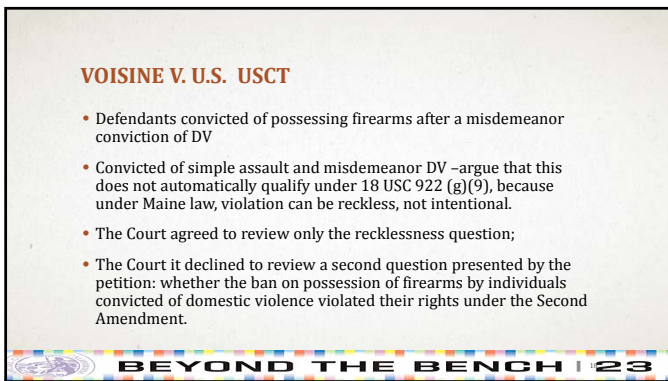 VOISINE V. U.S. USCT
• Defendants convicted of possessing firearms after a misdemeanor
conviction of DV
• Convicted of simple assault and misdemeanor DV –argue that this
does not automatically qualify under 18 USC 922 (g)(9), because
under Maine law, violation can be reckless, not intentional.
• The Court agreed to review only the recklessness question;
• The Court it declined to review a second question presented by the
petition: whether the ban on possession of firearms by individuals
convicted of domestic violence violated their rights under the Second
Amendment.
BEYOND THE BENCH | 23